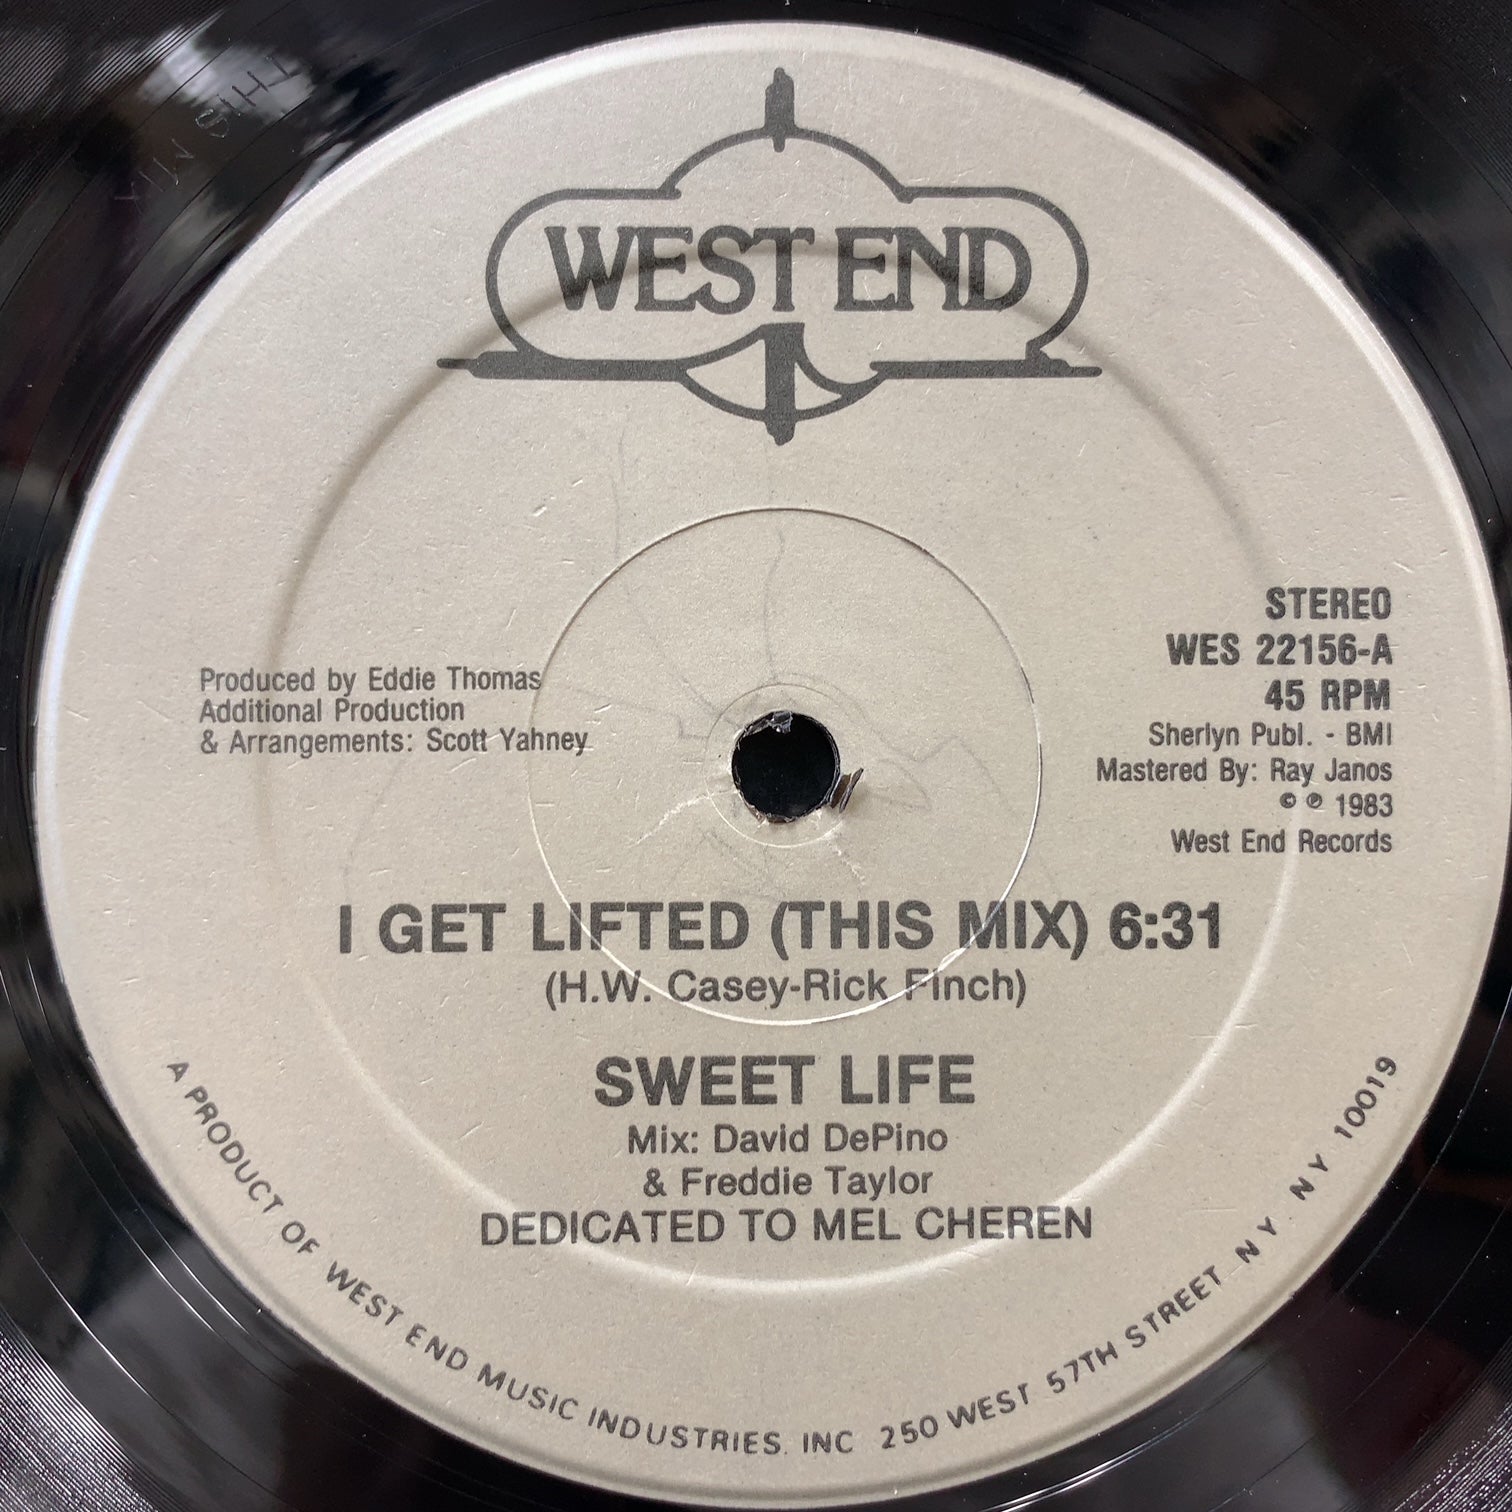 THIS MIX
WEST END
STEREO
WES 22156-A
45 RPM
Sherlyn Publ. - BMI
Mastered By: Ray Janos
© ℗ 1983
West End Records
Produced by Eddie Thomas
Additional Production
& Arrangements: Scott Yahney
I GET LIFTED (THIS MIX) 6:31
(H.W. Casey-Rick Finch)
SWEET LIFE
Mix: David DePino
& Freddie Taylor
DEDICATED TO MEL CHEREN
A PRODUCT OF WEST END MUSIC INDUSTRIES. INC 250 WEST 57TH STREET N Y. N Y 10019